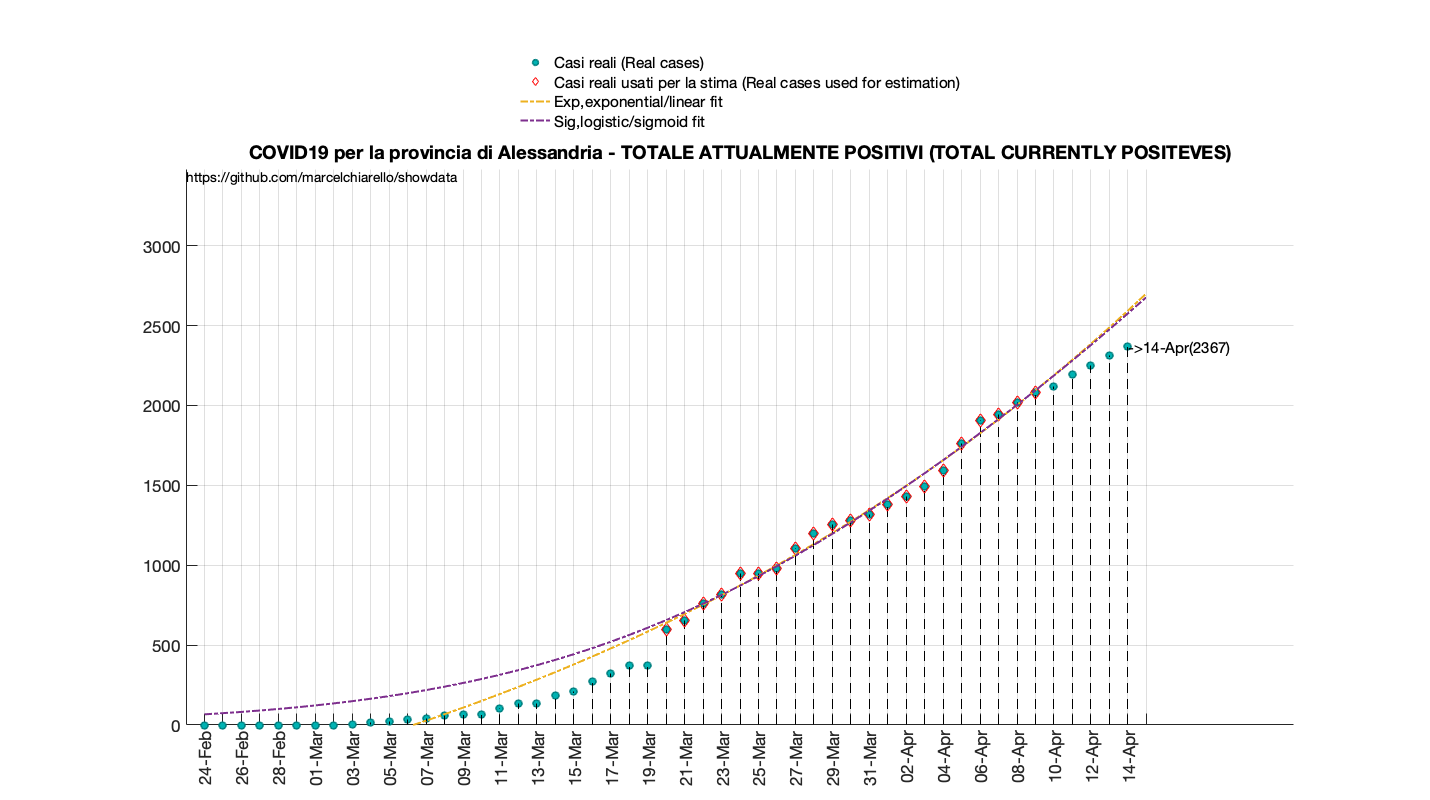 Casi reali (Real cases)
Casi reali usati per la stima (Real cases used for estimation)
Exp,exponential/linear fit
Sig,logistic/sigmoid fit
COVID19 per la provincia di Alessandria - TOTALE ATTUALMENTE POSITIVI (TOTAL CURRENTLY POSITEVES)
https://github.com/marcelchiarello/showdata
3000
2500
2000
1500
1000
500
0
->14-Apr(2367)
24-Feb
26-Feb
28-Feb
01-Mar
03-Mar
05-Mar
07-Mar
09-Mar
11-Mar
13-Mar
15-Mar
17-Mar
19-Mar
21-Mar
23-Mar
25-Mar
27-Mar
29-Mar
31-Mar
02-Apr
04-Apr
06-Apr
08-Apr
10-Apr
12-Apr
14-Apr